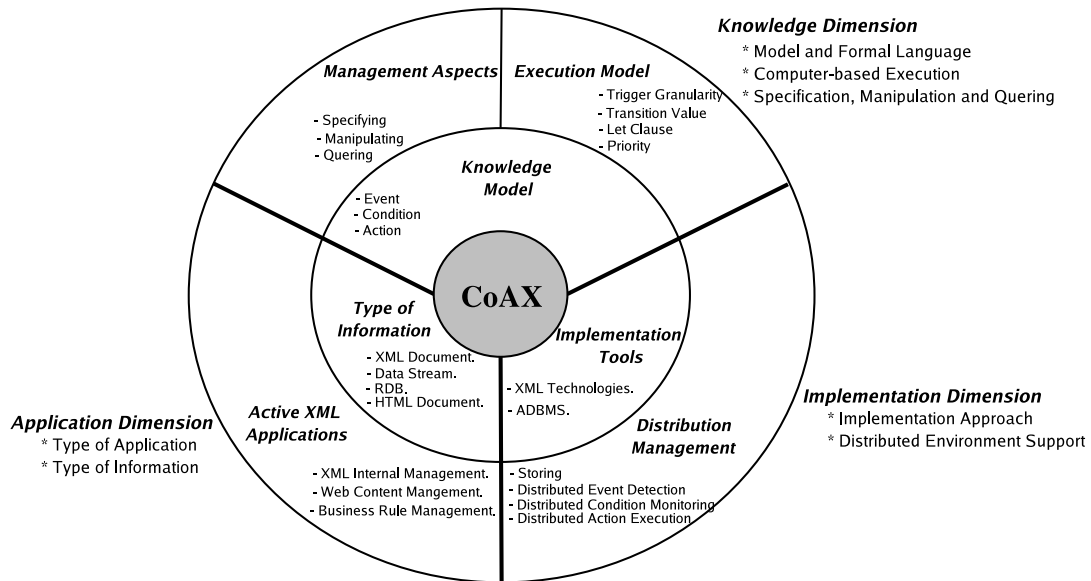 Knowledge Dimension
* Model and Formal Language
* Computer-based Execution
* Specification, Manipulation and Quering
Management Aspects
- Specifying
- Manipulating
- Quering
Execution Model
- Trigger Granularity
- Transition Value
- Let Clause
- Priority
Knowledge
Model
- Event
- Condition
- Action
CoAX
Type of
Information
- XML Document.
- Data Stream.
- RDB.
- HTML Document.
Implementation
Tools
- XML Technologies.
- ADBMS.
Application Dimension
* Type of Application
* Type of Information
Active XML
Applications
- XML Internal Management.
- Web Content Mangement.
- Business Rule Management.
Distribution
Management
- Storing
- Distributed Event Detection
- Distributed Condition Monitoring
- Distributed Action Execution
Implementation Dimension
* Implementation Approach
* Distributed Environment Support